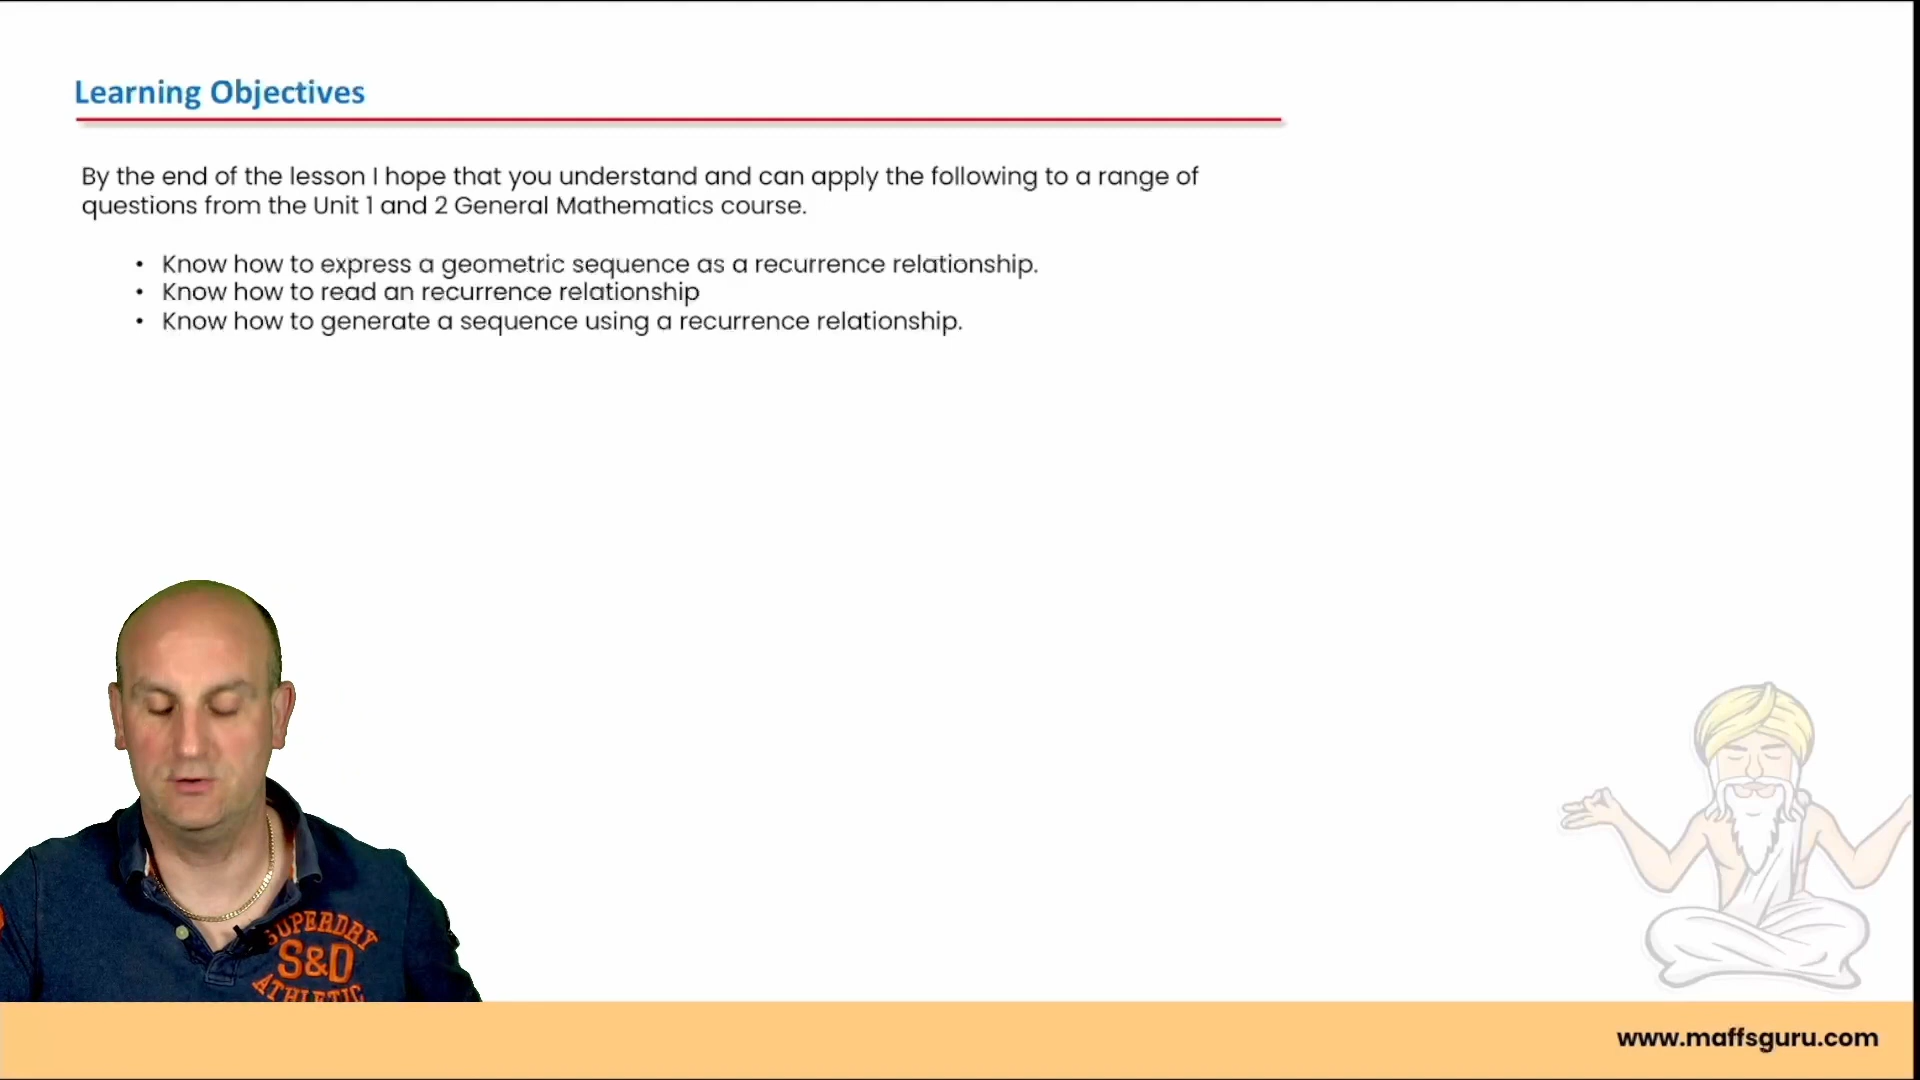 Learning Objectives
By the end of the lesson I hope that you understand and can apply the following to a range of
questions from the Unit 1 and 2 General Mathematics course.
• Know how to express a geometric sequence as a recurrence relationship.
• Know how to read an recurrence relationship
• Know how to generate a sequence using a recurrence relationship.
SUPERDRY
S&D
ATHLETIC
www.maffsguru.com